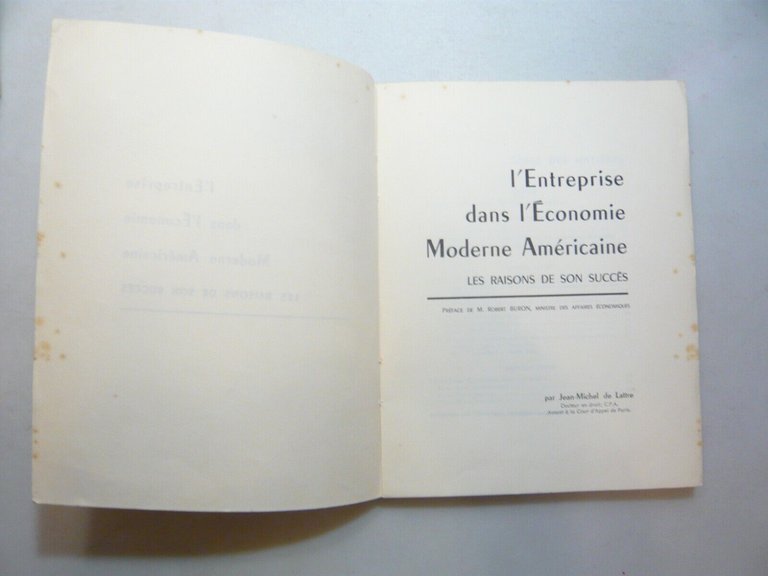 l'Entreprise
dans l'Économie
Moderne Américaine
LES RAISONS DE SON SUCCÈS
PRÉFACE DE M. ROBERT BURON, MINISTRE DES AFFAIRES ÉCONOMIQUES
par Jean-Michel de Lattre
Docteur en droit, C.P.A.
Avocat à la Cour d'Appel de Paris.